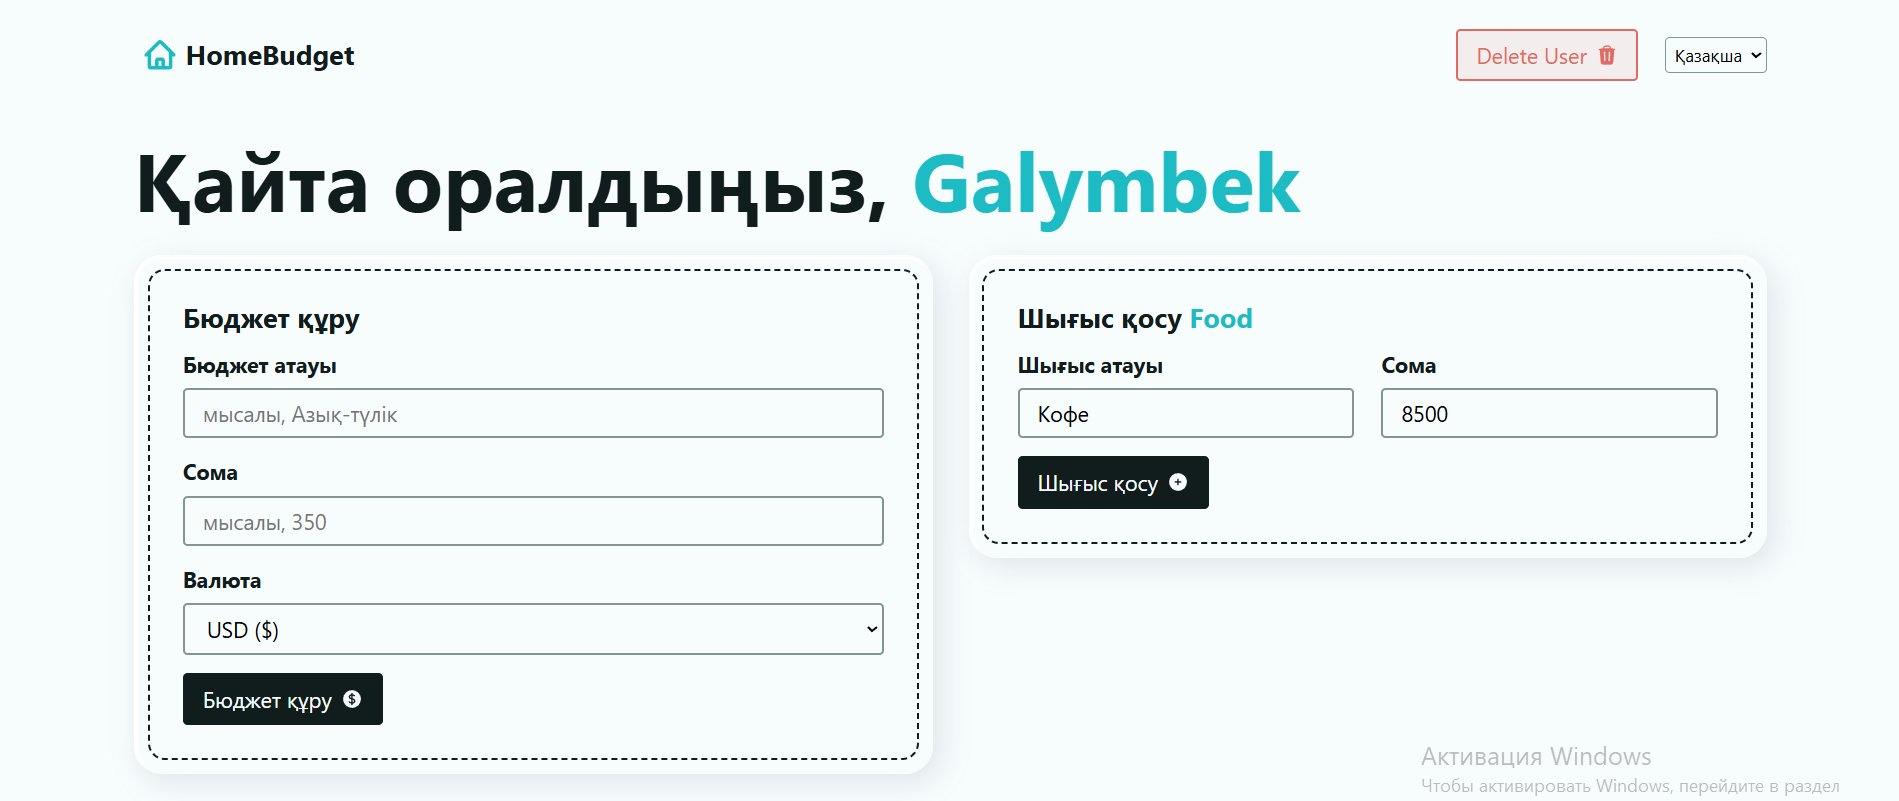 HomeBudget
Delete User
Қазақша
Қайта оралдыңыз, Galymbek
Бюджет құру
Бюджет атауы
мысалы, Азық-түлік
Сома
мысалы, 350
Валюта
USD ($)
Бюджет құру
Шығыс қосу Food
Шығыс атауы
Сома
Кофе
8500
Шығыс қосу
Активация Windows
Чтобы активировать Windows, перейдите в раздел